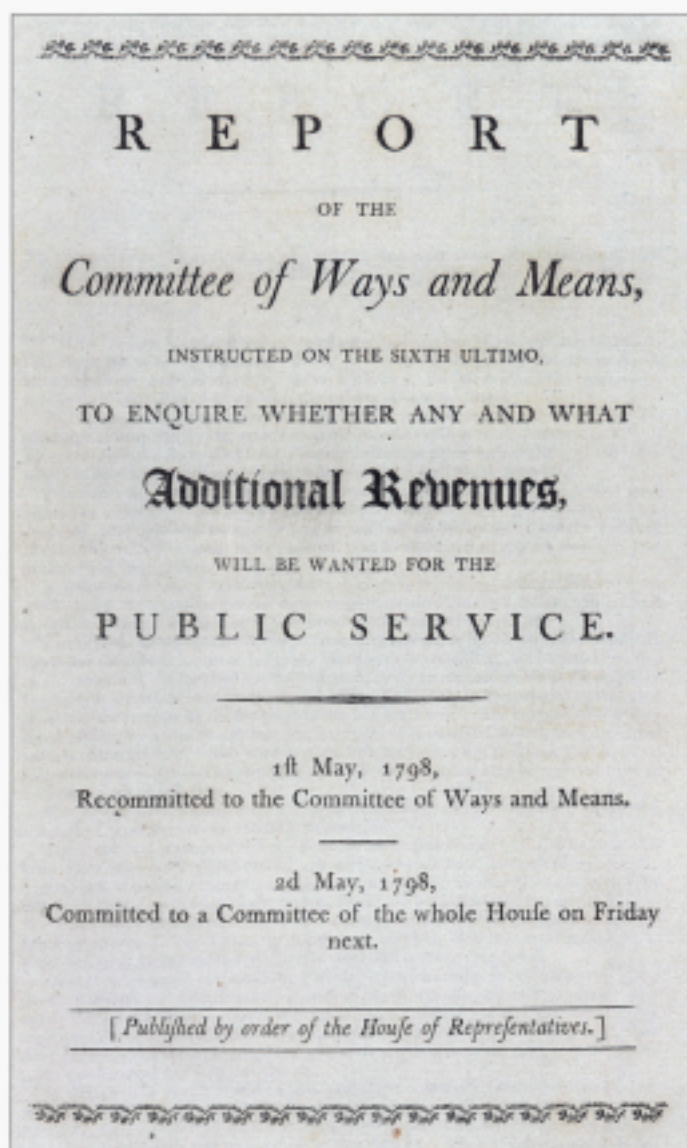 REPORT
OF THE
Committee of Ways and Means,
INSTRUCTED ON THE SIXTH ULTIMO,
TO ENQUIRE WHETHER ANY AND WHAT
Additional Revenues,
WILL BE WANTED FOR THE
PUBLIC SERVICE.
1ſt May, 1798,
Recommitted to the Committee of Ways and Means.
2d May, 1798,
Committed to a Committee of the whole Houſe on Friday
next.
[Publiſhed by order of the Houſe of Repreſentatives.]